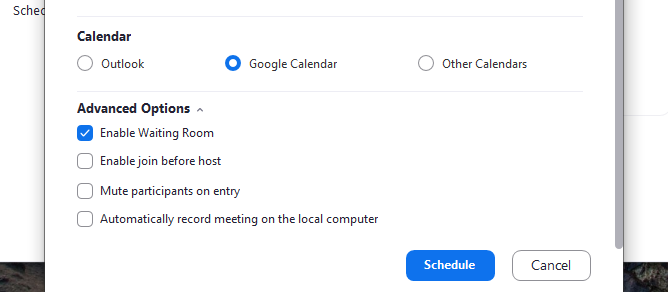 Sched
Calendar
Outlook Google Calendar Other Calendars
Advanced Options
Enable Waiting Room
Enable join before host
Mute participants on entry
Automatically record meeting on the local computer
Schedule Cancel